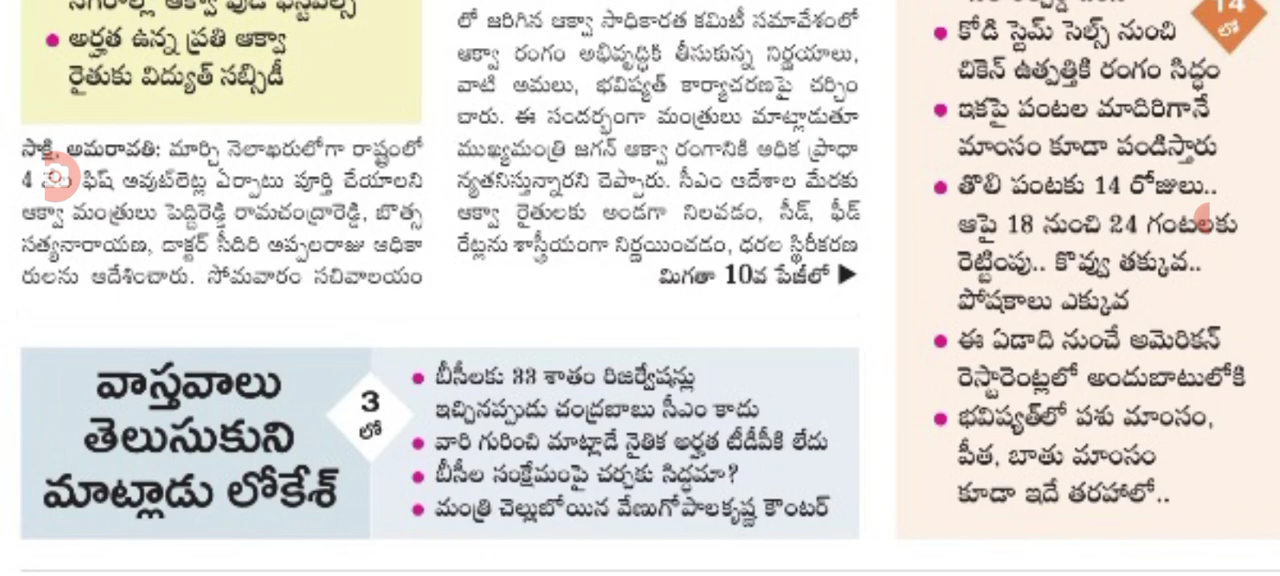 నగరాల్లో ఆక్వా ఫుడ్ ఫెస్టివల్స్
• అర్హత ఉన్న ప్రతి ఆక్వా
రైతుకు విద్యుత్ సబ్సిడీ
సాక్షి, అమరావతి: మార్చి నెలాఖరులోగా రాష్ట్రంలో
4 వేల ఫిష్ అవుట్‌లెట్ల ఏర్పాటు పూర్తి చేయాలని
ఆక్వా మంత్రులు పెద్దిరెడ్డి రామచంద్రారెడ్డి, బొత్స
సత్యనారాయణ, డాక్టర్ సీదిరి అప్పలరాజు అధికా
రులను ఆదేశించారు. సోమవారం సచివాలయం
లో జరిగిన ఆక్వా సాధికారత కమిటీ సమావేశంలో
ఆక్వా రంగం అభివృద్ధికి తీసుకున్న నిర్ణయాలు,
వాటి అమలు, భవిష్యత్ కార్యాచరణపై చర్చిం
చారు. ఈ సందర్భంగా మంత్రులు మాట్లాడుతూ
ముఖ్యమంత్రి జగన్ ఆక్వా రంగానికి అధిక ప్రాధా
న్యతనిస్తున్నారని చెప్పారు. సీఎం ఆదేశాల మేరకు
ఆక్వా రైతులకు అండగా నిలవడం, సీడ్, ఫీడ్
రేట్లను శాస్త్రీయంగా నిర్ణయించడం, ధరల స్థిరీకరణ
మిగతా 10వ పేజీలో ▶
వాస్తవాలు
తెలుసుకుని
మాట్లాడు లోకేశ్
3
లో
• బీసీలకు 33 శాతం రిజర్వేషన్లు
ఇచ్చినప్పుడు చంద్రబాబు సీఎం కాదు
• వారి గురించి మాట్లాడే నైతిక అర్హత టీడీపీకి లేదు
• బీసీల సంక్షేమంపై చర్చకు సిద్ధమా?
• మంత్రి చెల్లుబోయిన వేణుగోపాలకృష్ణ కౌంటర్
14
లో
• కోడి స్టెమ్ సెల్స్ నుంచి
చికెన్ ఉత్పత్తికి రంగం సిద్ధం
• ఇకపై పంటల మాదిరిగానే
మాంసం కూడా పండిస్తారు
• తొలి పంటకు 14 రోజులు..
ఆపై 18 నుంచి 24 గంటలకు
రెట్టింపు.. కొవ్వు తక్కువ..
పోషకాలు ఎక్కువ
• ఈ ఏడాది నుంచే అమెరికన్
రెస్టారెంట్లలో అందుబాటులోకి
• భవిష్యత్‌లో పశు మాంసం,
పీత, బాతు మాంసం
కూడా ఇదే తరహాలో..